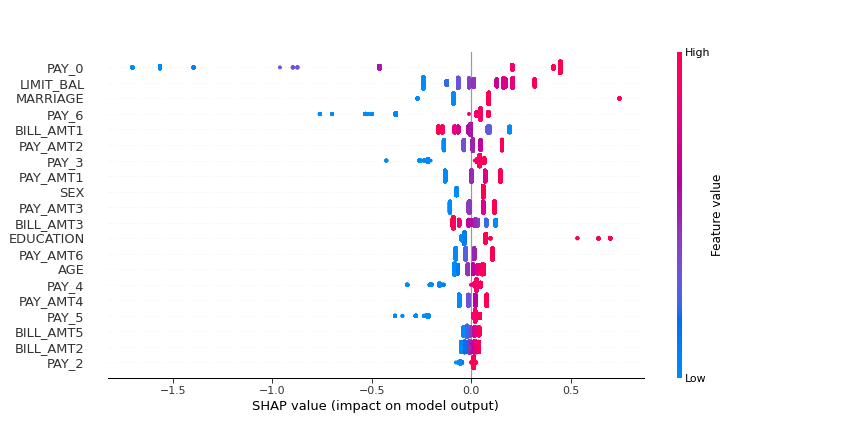 High
PAY_0
LIMIT_BAL
MARRIAGE
PAY_6
BILL_AMT1
PAY_AMT2
PAY_3
PAY_AMT1
SEX
PAY_AMT3
BILL_AMT3
EDUCATION
PAY_AMT6
AGE
PAY_4
PAY_AMT4
PAY_5
BILL_AMT5
BILL_AMT2
PAY_2
Feature value
Low
−1.5 −1.0 −0.5 0.0 0.5
SHAP value (impact on model output)